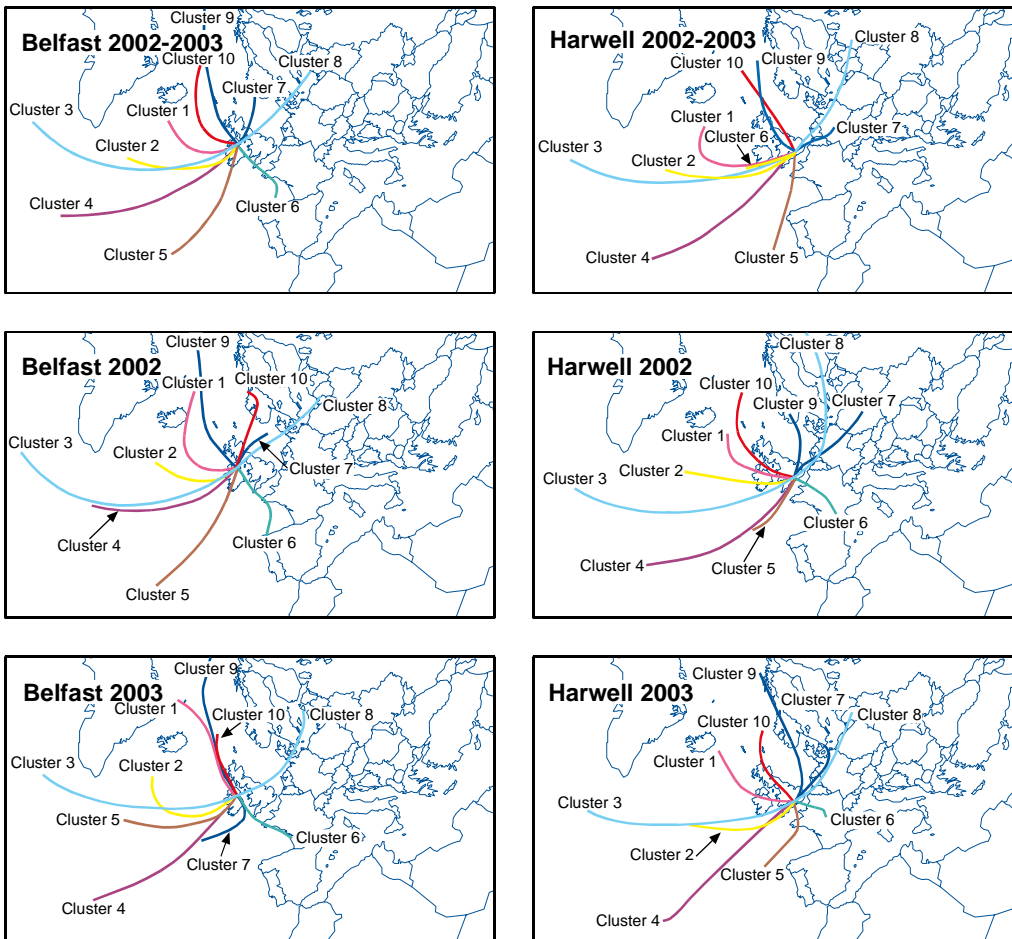 Cluster 9
Belfast 2002-2003
Cluster 10
Cluster 8
Cluster 7
Cluster 3
Cluster 1
Cluster 2
Cluster 4
Cluster 6
Cluster 5
Harwell 2002-2003
Cluster 8
Cluster 10
Cluster 9
Cluster 1
Cluster 7
Cluster 6
Cluster 3
Cluster 2
Cluster 4
Cluster 5
Cluster 9
Belfast 2002
Cluster 1
Cluster 10
Cluster 8
Cluster 3
Cluster 2
Cluster 7
Cluster 4
Cluster 6
Cluster 5
Cluster 8
Harwell 2002
Cluster 10
Cluster 9
Cluster 7
Cluster 1
Cluster 2
Cluster 3
Cluster 6
Cluster 4
Cluster 5
Cluster 9
Belfast 2003
Cluster 1
Cluster 10
Cluster 8
Cluster 3
Cluster 2
Cluster 5
Cluster 6
Cluster 7
Cluster 4
Cluster 9
Harwell 2003
Cluster 7
Cluster 10
Cluster 8
Cluster 1
Cluster 3
Cluster 6
Cluster 2
Cluster 5
Cluster 4